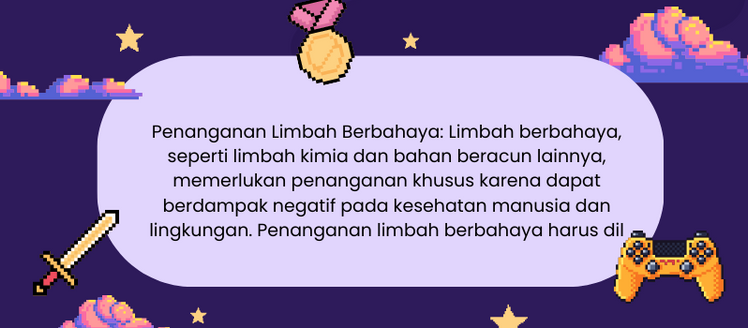 Penanganan Limbah Berbahaya: Limbah berbahaya,
seperti limbah kimia dan bahan beracun lainnya,
memerlukan penanganan khusus karena dapat
berdampak negatif pada kesehatan manusia dan
lingkungan. Penanganan limbah berbahaya harus dil